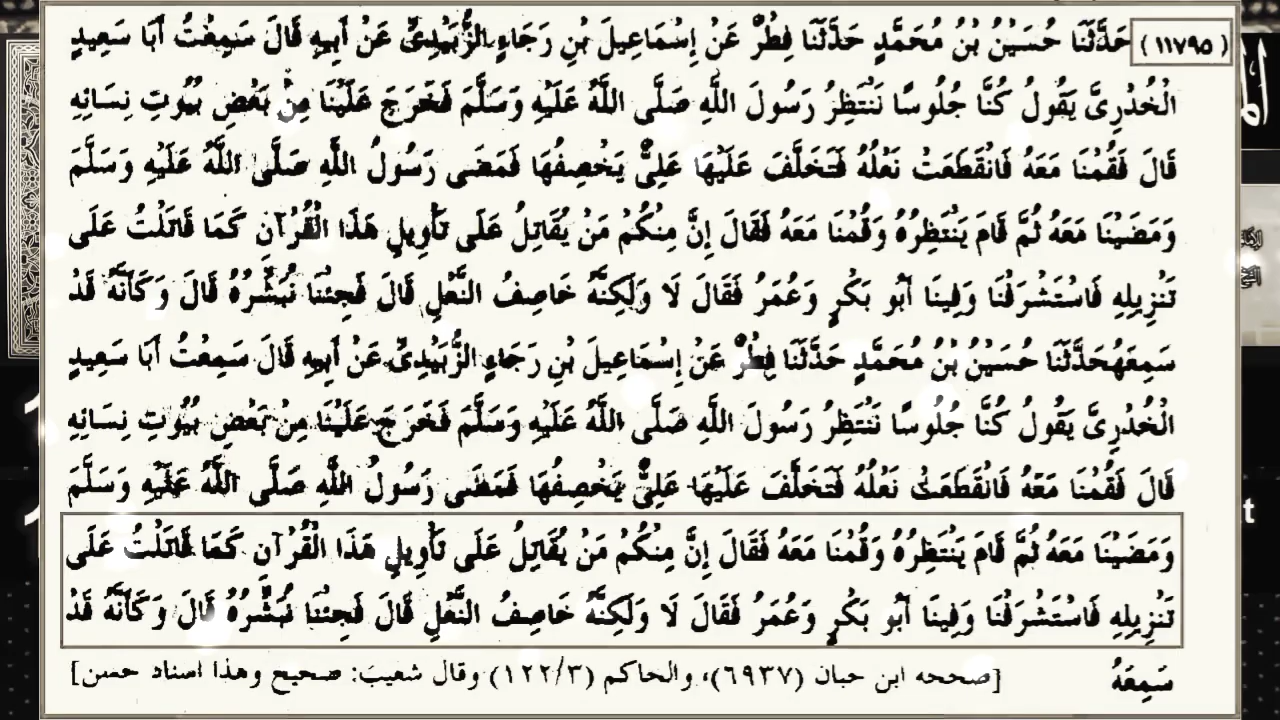 (١١٧٩٥) حَدَّثَنَا حُسَيْنُ بْنُ مُحَمَّدٍ حَدَّثَنَا فِطْرٌ عَنْ إِسْمَاعِيلَ بْنِ رَجَاءٍ الزُّبَيْدِيِّ عَنْ أَبِيهِ قَالَ سَمِعْتُ أَبَا سَعِيدٍ
الْخُدْرِيَّ يَقُولُ كُنَّا جُلُوسًا نَنْتَظِرُ رَسُولَ اللَّهِ صَلَّى اللَّهُ عَلَيْهِ وَسَلَّمَ فَخَرَجَ عَلَيْنَا مِنْ بَعْضِ بُيُوتِ نِسَائِهِ
قَالَ فَقُمْنَا مَعَهُ فَانْقَطَعَتْ نَعْلُهُ فَتَخَلَّفَ عَلَيْهَا عَلِيٌّ يَخْصِفُهَا فَمَضَى رَسُولُ اللَّهِ صَلَّى اللَّهُ عَلَيْهِ وَسَلَّمَ
وَمَضَيْنَا مَعَهُ ثُمَّ قَامَ يَنْتَظِرُهُ وَقُمْنَا مَعَهُ فَقَالَ إِنَّ مِنْكُمْ مَنْ يُقَاتِلُ عَلَى تَأْوِيلِ هَذَا الْقُرْآنِ كَمَا قَاتَلْتُ عَلَى
تَنْزِيلِهِ فَاسْتَشْرَفْنَا وَفِينَا أَبُو بَكْرٍ وَعُمَرُ فَقَالَ لَا وَلَكِنَّهُ خَاصِفُ النَّعْلِ قَالَ فَجِئْنَا نُبَشِّرُهُ قَالَ وَكَأَنَّهُ قَدْ
سَمِعَهُحَدَّثَنَا حُسَيْنُ بْنُ مُحَمَّدٍ حَدَّثَنَا فِطْرٌ عَنْ إِسْمَاعِيلَ بْنِ رَجَاءٍ الزُّبَيْدِيِّ عَنْ أَبِيهِ قَالَ سَمِعْتُ أَبَا سَعِيدٍ
الْخُدْرِيَّ يَقُولُ كُنَّا جُلُوسًا نَنْتَظِرُ رَسُولَ اللَّهِ صَلَّى اللَّهُ عَلَيْهِ وَسَلَّمَ فَخَرَجَ عَلَيْنَا مِنْ بَعْضِ بُيُوتِ نِسَائِهِ
قَالَ فَقُمْنَا مَعَهُ فَانْقَطَعَتْ نَعْلُهُ فَتَخَلَّفَ عَلَيْهَا عَلِيٌّ يَخْصِفُهَا فَمَضَى رَسُولُ اللَّهِ صَلَّى اللَّهُ عَلَيْهِ وَسَلَّمَ
وَمَضَيْنَا مَعَهُ ثُمَّ قَامَ يَنْتَظِرُهُ وَقُمْنَا مَعَهُ فَقَالَ إِنَّ مِنْكُمْ مَنْ يُقَاتِلُ عَلَى تَأْوِيلِ هَذَا الْقُرْآنِ كَمَا قَاتَلْتُ عَلَى
تَنْزِيلِهِ فَاسْتَشْرَفْنَا وَفِينَا أَبُو بَكْرٍ وَعُمَرُ فَقَالَ لَا وَلَكِنَّهُ خَاصِفُ النَّعْلِ قَالَ فَجِئْنَا نُبَشِّرُهُ قَالَ وَكَأَنَّهُ قَدْ
سَمِعَهُ [صححه ابن حبان (٦٩٣٧)، والحاكم (١٢٢/٣) وقال شعيب: صحيح وهذا اسناد حسن]